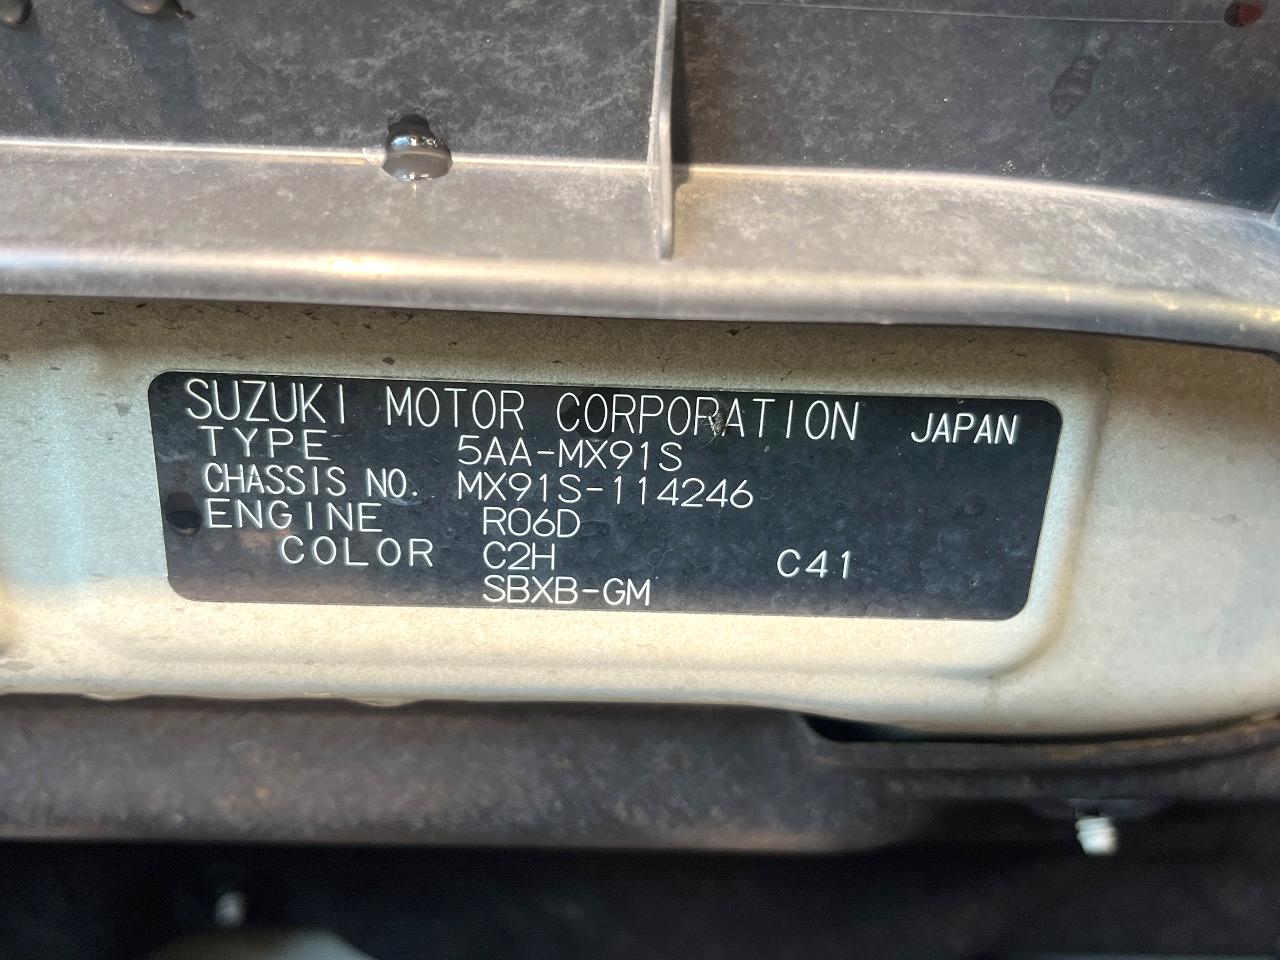 SUZUKI MOTOR CORPORATION JAPAN
TYPE 5AA-MX91S
CHASSIS NO. MX91S-114246
ENGINE R06D
COLOR C2H C41
SBXB-GM